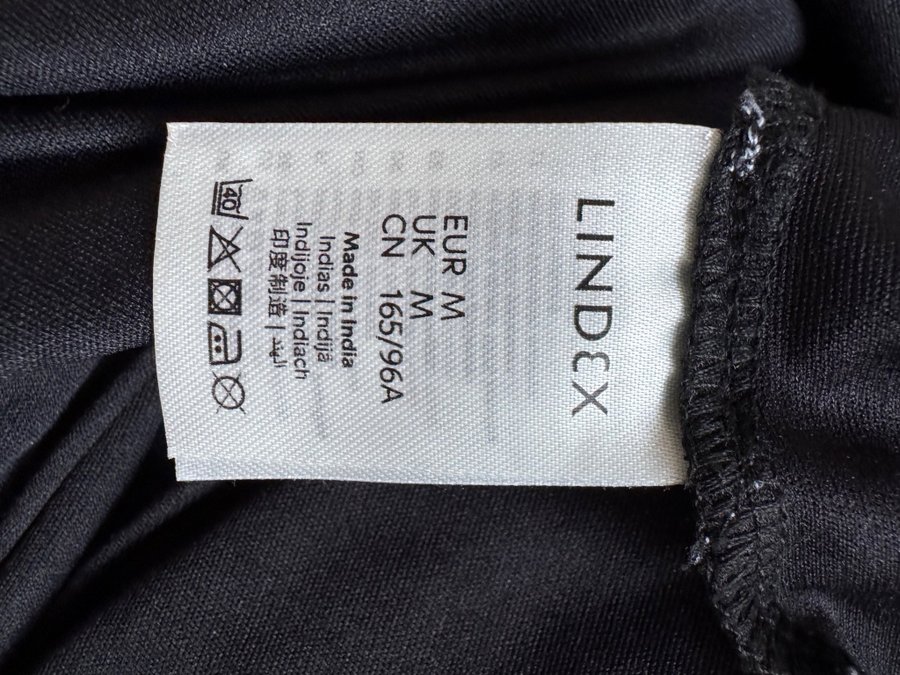 LINDEX
EUR M
UK M
CN 165/96A
Made in India
Indias | Indijā
Indijoje | Indiach
印度制造 | الهند
40